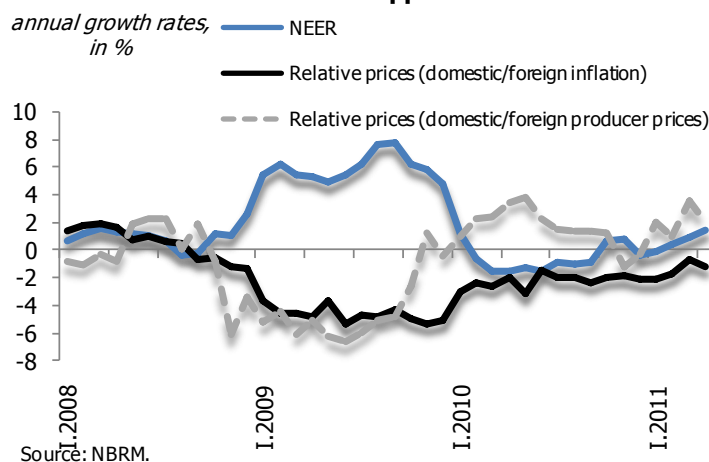 annual growth rates,
in %
NEER
Relative prices (domestic/foreign inflation)
Relative prices (domestic/foreign producer prices)
10
8
6
4
2
0
-2
-4
-6
-8
I.2008
I.2009
I.2010
I.2011
Source: NBRM.